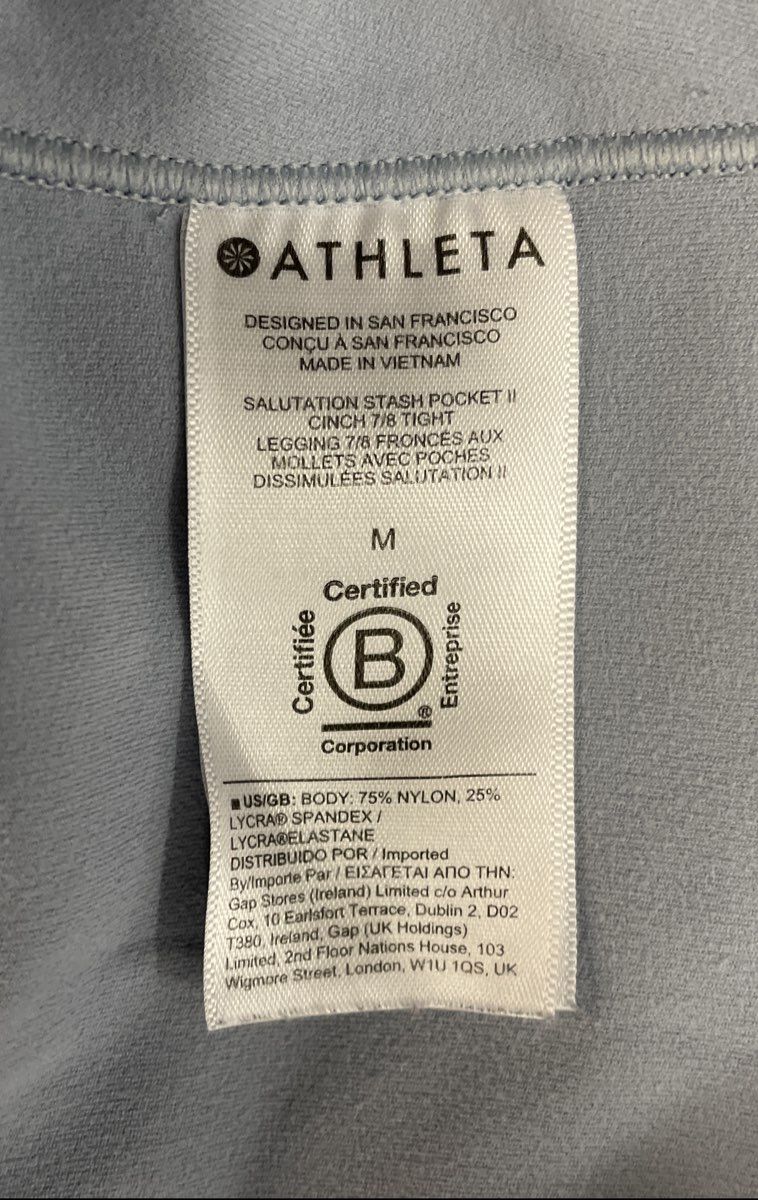 ATHLETA
DESIGNED IN SAN FRANCISCO
CONÇU À SAN FRANCISCO
MADE IN VIETNAM
SALUTATION STASH POCKET II
CINCH 7/8 TIGHT
LEGGING 7/8 FRONCÉS AUX
MOLLETS AVEC POCHES
DISSIMULÉES SALUTATION II
M
Certified
Certifiée
B
Entreprise
®
Corporation
US/GB: BODY: 75% NYLON, 25%
LYCRA® SPANDEX /
LYCRA®ELASTANE
DISTRIBUIDO POR / Imported
By/Importe Par / ΕΙΣΑΓΕΤΑΙ ΑΠΟ ΤΗΝ:
Gap Stores (Ireland) Limited c/o Arthur
Cox, 10 Earlsfort Terrace, Dublin 2, D02
T380, Ireland, Gap (UK Holdings)
Limited, 2nd Floor Nations House, 103
Wigmore Street, London, W1U 1QS, UK